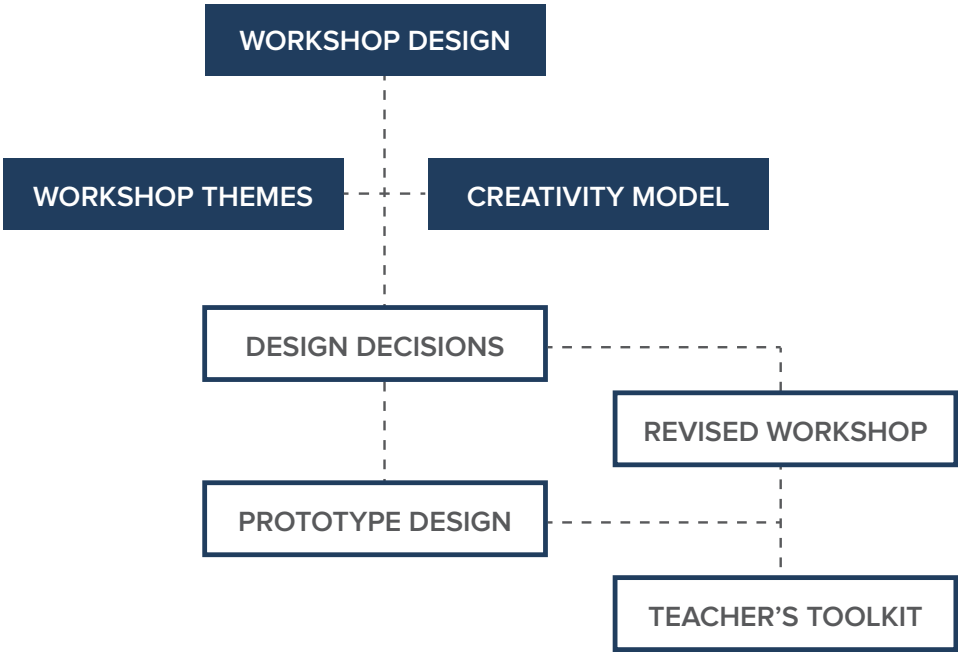 WORKSHOP DESIGN
WORKSHOP THEMES
CREATIVITY MODEL
DESIGN DECISIONS
REVISED WORKSHOP
PROTOTYPE DESIGN
TEACHER’S TOOLKIT